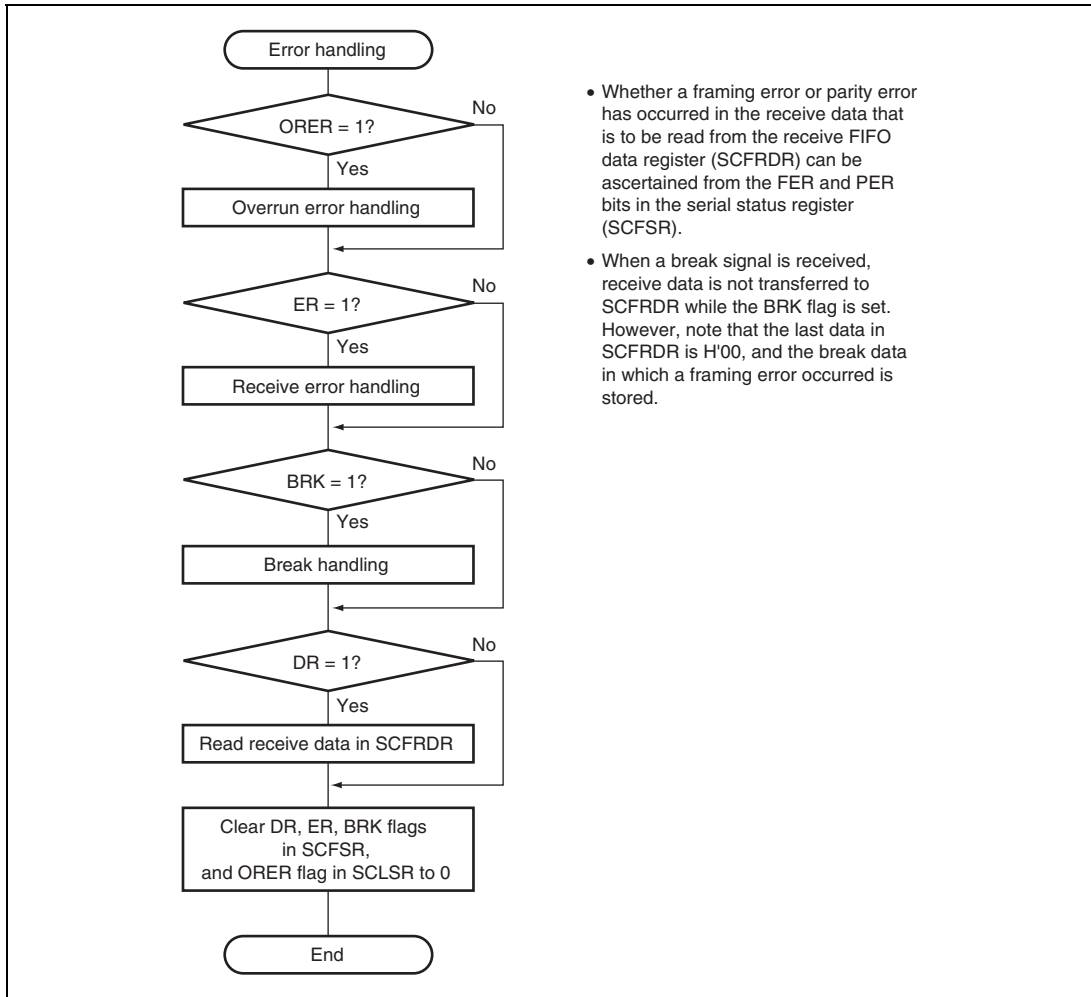 Error handling
ORER = 1?
No
Yes
Overrun error handling
ER = 1?
No
Yes
Receive error handling
BRK = 1?
No
Yes
Break handling
DR = 1?
No
Yes
Read receive data in SCFRDR
Clear DR, ER, BRK flags
in SCFSR,
and ORER flag in SCLSR to 0
End
• Whether a framing error or parity error
has occurred in the receive data that
is to be read from the receive FIFO
data register (SCFRDR) can be
ascertained from the FER and PER
bits in the serial status register
(SCFSR).
• When a break signal is received,
receive data is not transferred to
SCFRDR while the BRK flag is set.
However, note that the last data in
SCFRDR is H'00, and the break data
in which a framing error occurred is
stored.